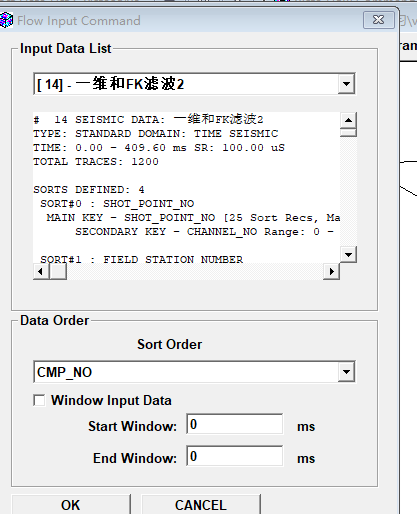 Flow Input Command
Input Data List
[ 14] - 一维和FK滤波2
# 14 SEISMIC DATA: 一维和FK滤波2
TYPE: STANDARD DOMAIN: TIME SEISMIC
TIME: 0.00 - 409.60 ms SR: 100.00 uS
TOTAL TRACES: 1200
SORTS DEFINED: 4
SORT#0 : SHOT_POINT_NO
MAIN KEY - SHOT_POINT_NO [25 Sort Recs, Ma
SECONDARY KEY - CHANNEL_NO Range: 0 -
SORT#1 : FIELD STATION NUMBER
Data Order
Sort Order
CMP_NO
Window Input Data
Start Window: 0 ms
End Window: 0 ms
OK CANCEL